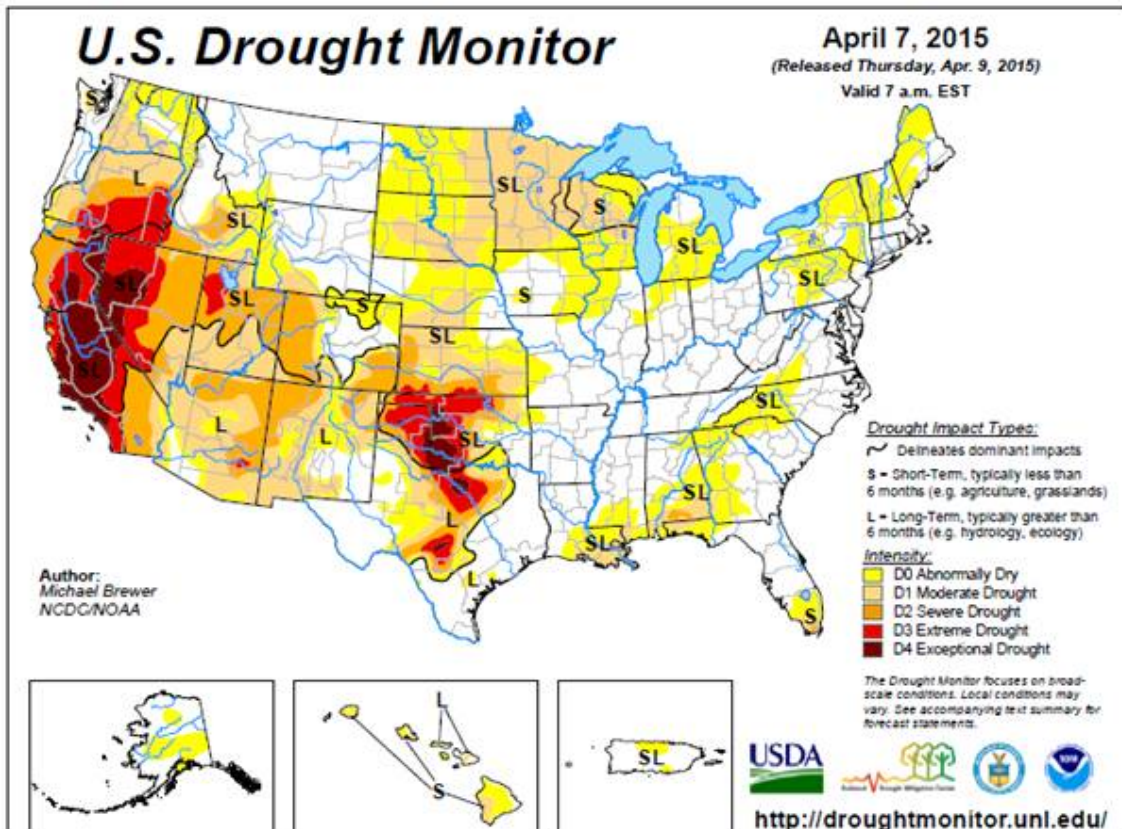 U.S. Drought Monitor
April 7, 2015
(Released Thursday, Apr. 9, 2015)
Valid 7 a.m. EST
S
L
SL
SL
SL
S
SL
SL
SL
S
SL
S
SL
SL
L
L
L
SL
L
L
SL
SL
SL
S
Drought Impact Types:
Delineates dominant impacts
S = Short-Term, typically less than
6 months (e.g. agriculture, grasslands)
L = Long-Term, typically greater than
6 months (e.g. hydrology, ecology)
Intensity:
D0 Abnormally Dry
D1 Moderate Drought
D2 Severe Drought
D3 Extreme Drought
D4 Exceptional Drought
Author:
Michael Brewer
NCDC/NOAA
The Drought Monitor focuses on broad-
scale conditions. Local conditions may
vary. See accompanying text summary for
forecast statements.
L
S
SL
USDA
National Drought Mitigation Center
http://droughtmonitor.unl.edu/